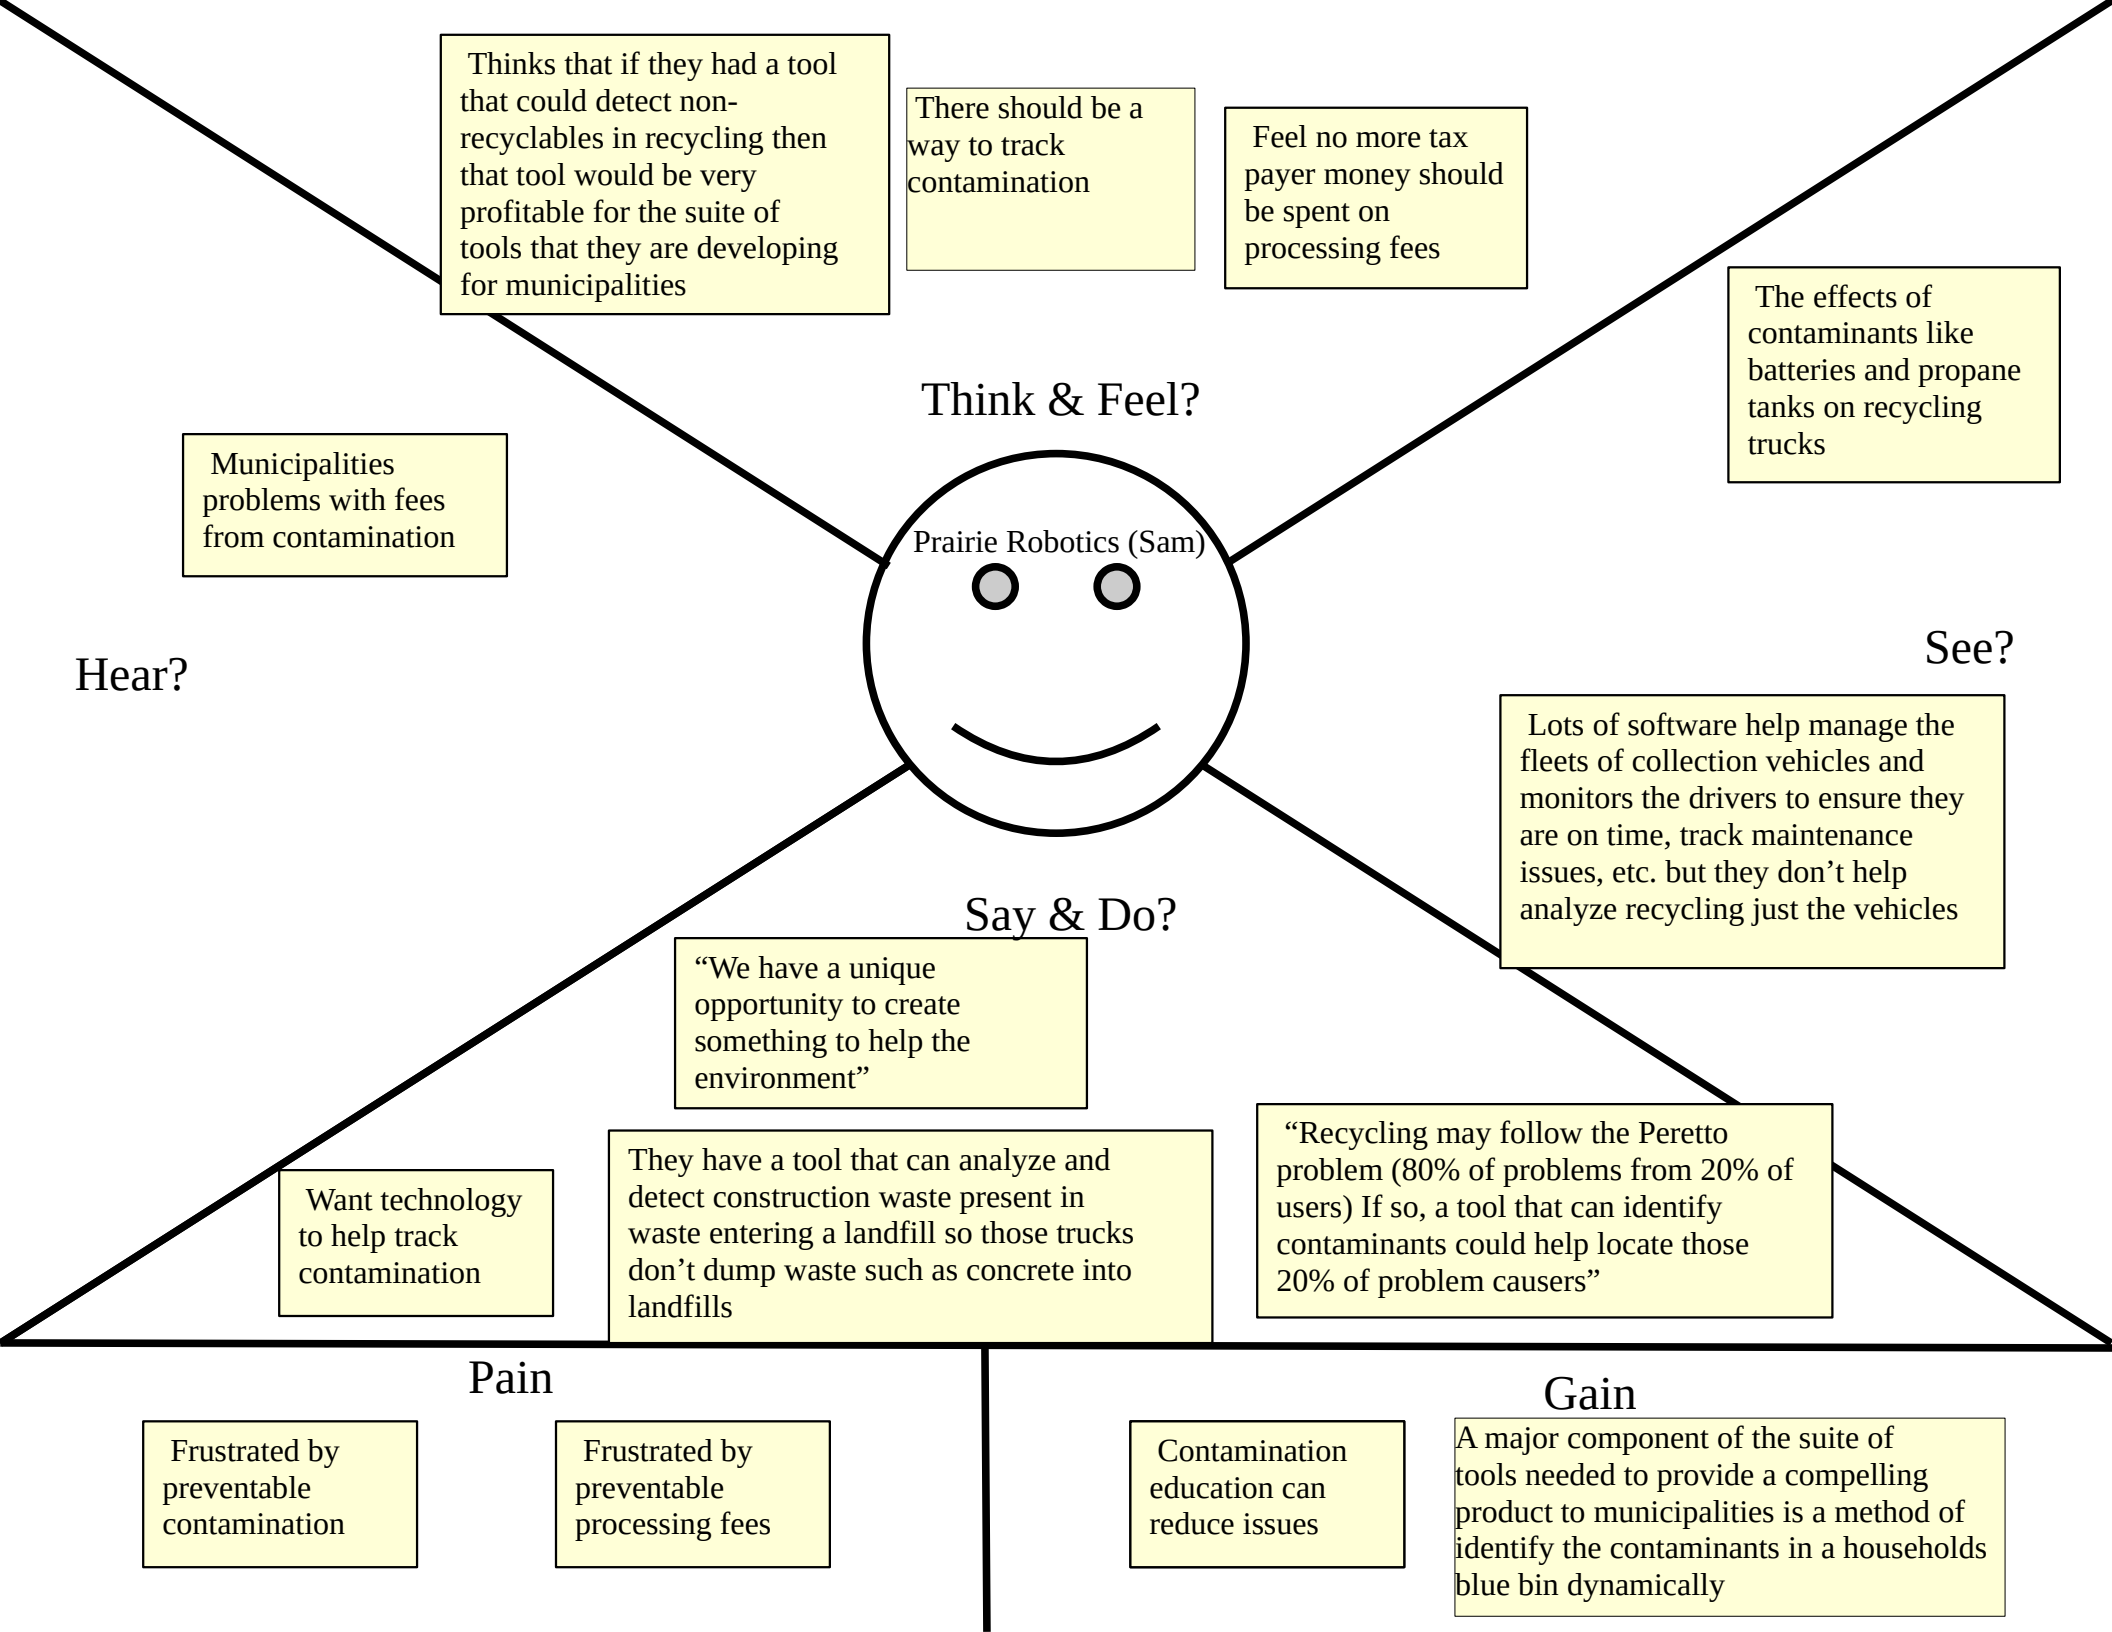 Thinks that if they had a tool
that could detect non-
recyclables in recycling then
that tool would be very
profitable for the suite of
tools that they are developing
for municipalities
There should be a
way to track
contamination
Feel no more tax
payer money should
be spent on
processing fees
The effects of
contaminants like
batteries and propane
tanks on recycling
trucks
Think & Feel?
Municipalities
problems with fees
from contamination
Prairie Robotics (Sam)
Hear?
See?
Lots of software help manage the
fleets of collection vehicles and
monitors the drivers to ensure they
are on time, track maintenance
issues, etc. but they don’t help
analyze recycling just the vehicles
Say & Do?
“We have a unique
opportunity to create
something to help the
environment”
Want technology
to help track
contamination
They have a tool that can analyze and
detect construction waste present in
waste entering a landfill so those trucks
don’t dump waste such as concrete into
landfills
“Recycling may follow the Peretto
problem (80% of problems from 20% of
users) If so, a tool that can identify
contaminants could help locate those
20% of problem causers”
Pain
Frustrated by
preventable
contamination
Frustrated by
preventable
processing fees
Gain
Contamination
education can
reduce issues
A major component of the suite of
tools needed to provide a compelling
product to municipalities is a method of
identify the contaminants in a households
blue bin dynamically